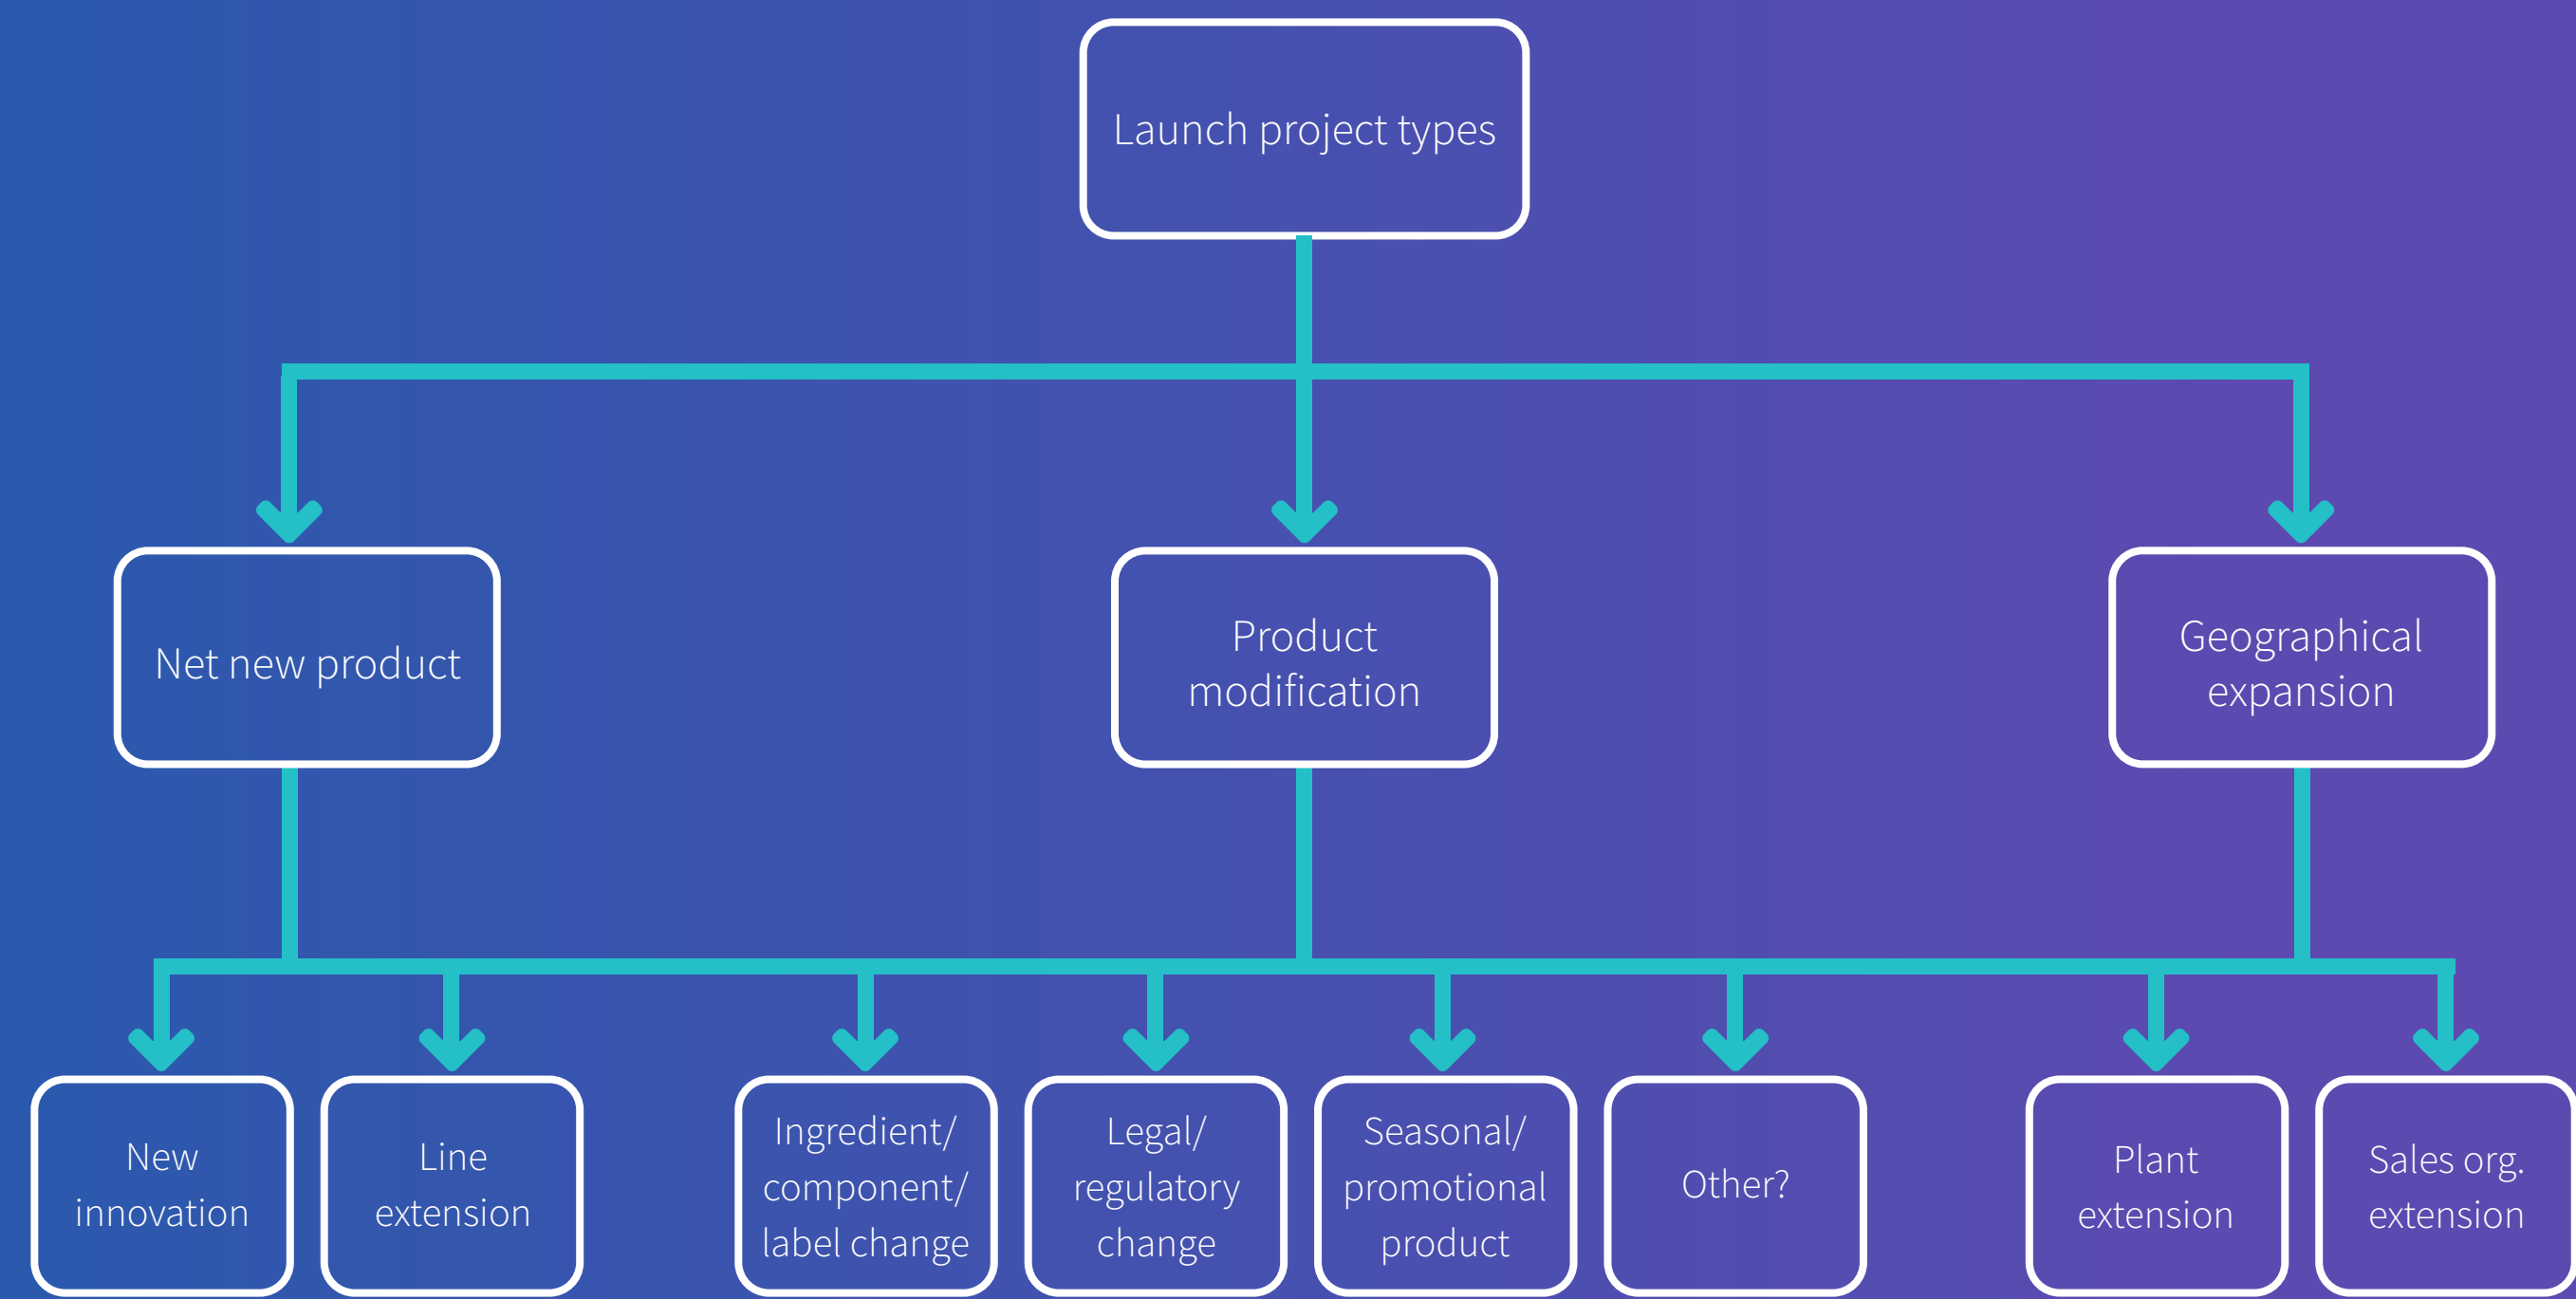 Launch project types
Net new product
Product
modification
Geographical
expansion
New
innovation
Line
extension
Ingredient/
component/
label change
Legal/
regulatory
change
Seasonal/
promotional
product
Other?
Plant
extension
Sales org.
extension